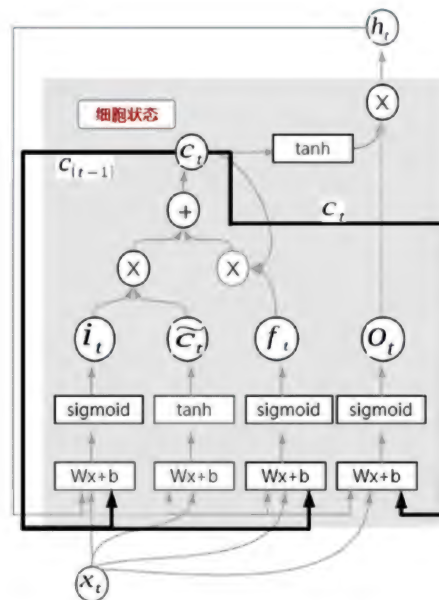 h_t
X
细胞状态
c_t
tanh
c_(t-1)
c_t
+
X X
i_t c̃_t f_t o_t
sigmoid tanh sigmoid sigmoid
Wx+b Wx+b Wx+b Wx+b
x_t